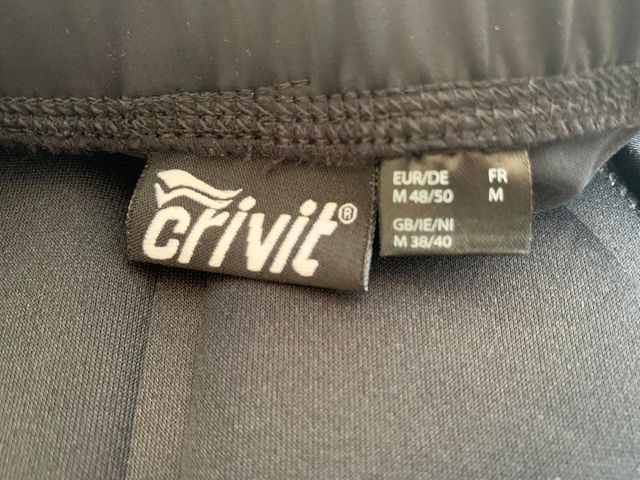 crivit®
EUR/DE FR
M 48/50 M
GB/IE/NI
M 38/40